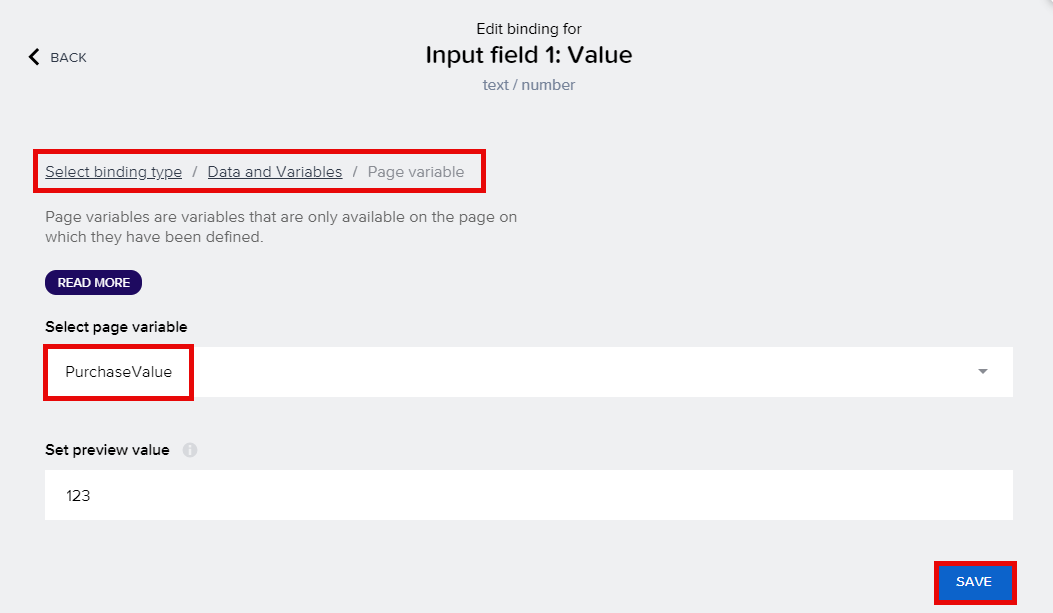 Edit binding for
BACK
Input field 1: Value
text / number
Select binding type / Data and Variables / Page variable
Page variables are variables that are only available on the page on
which they have been defined.
READ MORE
Select page variable
PurchaseValue
Set preview value
123
SAVE